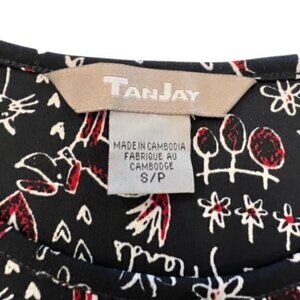 TANJAY
MADE IN CAMBODIA
FABRIQUE AU
CAMBODGE
S/P